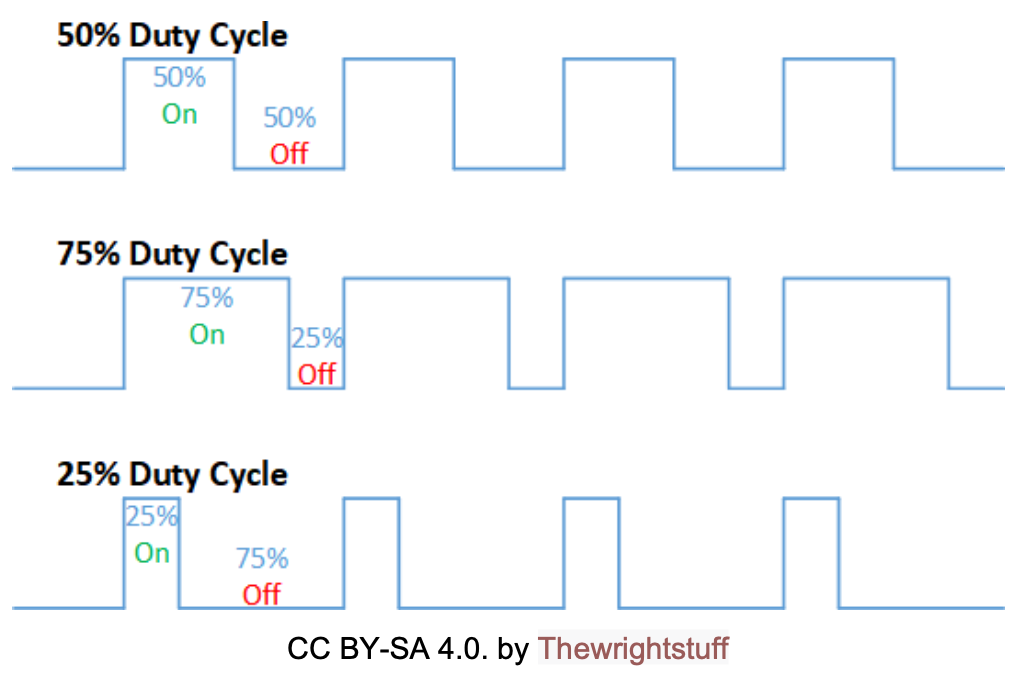 50% Duty Cycle
50%
On
50%
Off
75% Duty Cycle
75%
On
25%
Off
25% Duty Cycle
25%
On
75%
Off
CC BY-SA 4.0. by Thewrightstuff